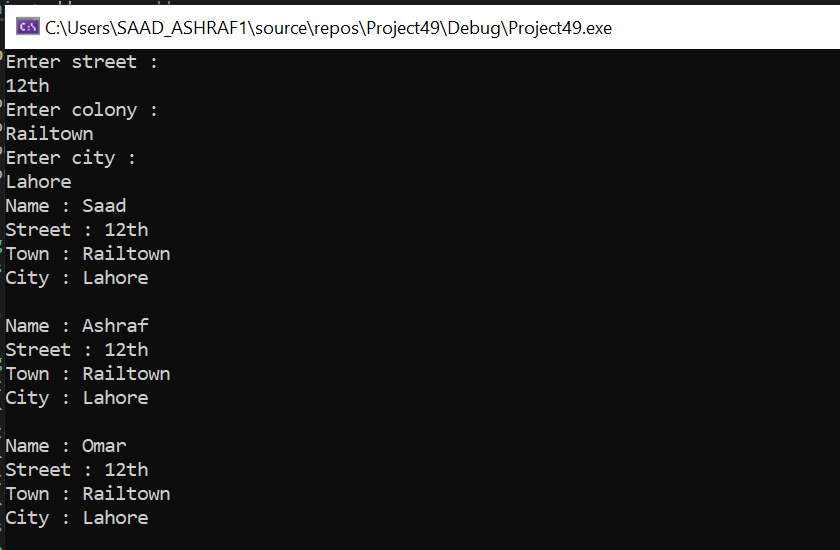 C:\Users\SAAD_ASHRAF1\source\repos\Project49\Debug\Project49.exe
Enter street :
12th
Enter colony :
Railtown
Enter city :
Lahore
Name : Saad
Street : 12th
Town : Railtown
City : Lahore
Name : Ashraf
Street : 12th
Town : Railtown
City : Lahore
Name : Omar
Street : 12th
Town : Railtown
City : Lahore